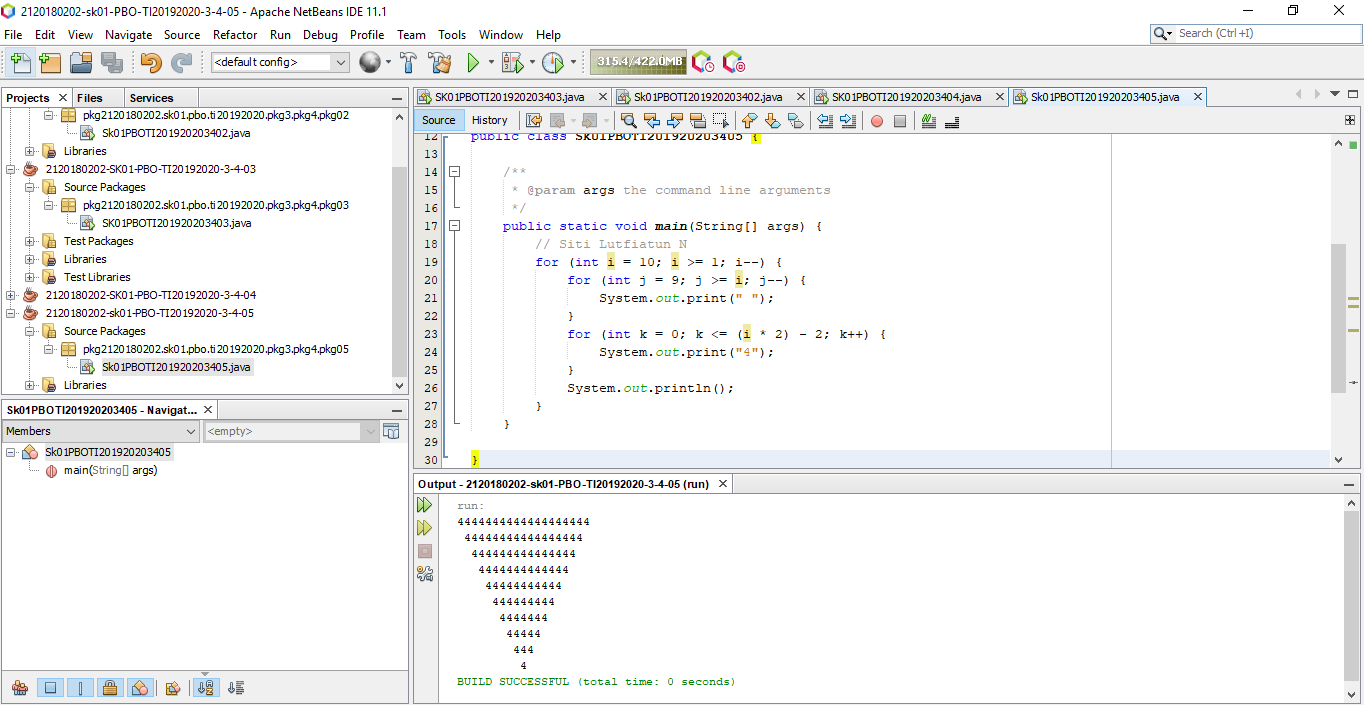 2120180202-sk01-PBO-TI20192020-3-4-05 - Apache NetBeans IDE 11.1
File Edit View Navigate Source Refactor Run Debug Profile Team Tools Window Help
Search (Ctrl+I)
<default config>
315.4/422.0MB
Projects Files Services
pkg2120180202.sk01.pbo.ti20192020.pkg3.pkg4.pkg02
Sk01PBOTI201920203402.java
Libraries
2120180202-SK01-PBO-TI20192020-3-4-03
Source Packages
pkg2120180202.sk01.pbo.ti20192020.pkg3.pkg4.pkg03
SK01PBOTI201920203403.java
Test Packages
Libraries
Test Libraries
2120180202-SK01-PBO-TI20192020-3-4-04
2120180202-sk01-PBO-TI20192020-3-4-05
Source Packages
pkg2120180202.sk01.pbo.ti20192020.pkg3.pkg4.pkg05
Sk01PBOTI201920203405.java
Libraries
Sk01PBOTI201920203405 - Navigat...
Members
<empty>
Sk01PBOTI201920203405
main(String[] args)
SK01PBOTI201920203403.java Sk01PBOTI201920203402.java SK01PBOTI201920203404.java Sk01PBOTI201920203405.java
Source History
12 public class Sk01PBOTI201920203405 {
13
14 /**
15 * @param args the command line arguments
16 */
17 public static void main(String[] args) {
18 // Siti Lutfiatun N
19 for (int i = 10; i >= 1; i--) {
20 for (int j = 9; j >= i; j--) {
21 System.out.print(" ");
22 }
23 for (int k = 0; k <= (i * 2) - 2; k++) {
24 System.out.print("4");
25 }
26 System.out.println();
27 }
28 }
29
30 }
Output - 2120180202-sk01-PBO-TI20192020-3-4-05 (run)
run:
4444444444444444444
44444444444444444
444444444444444
4444444444444
44444444444
444444444
4444444
44444
444
4
BUILD SUCCESSFUL (total time: 0 seconds)